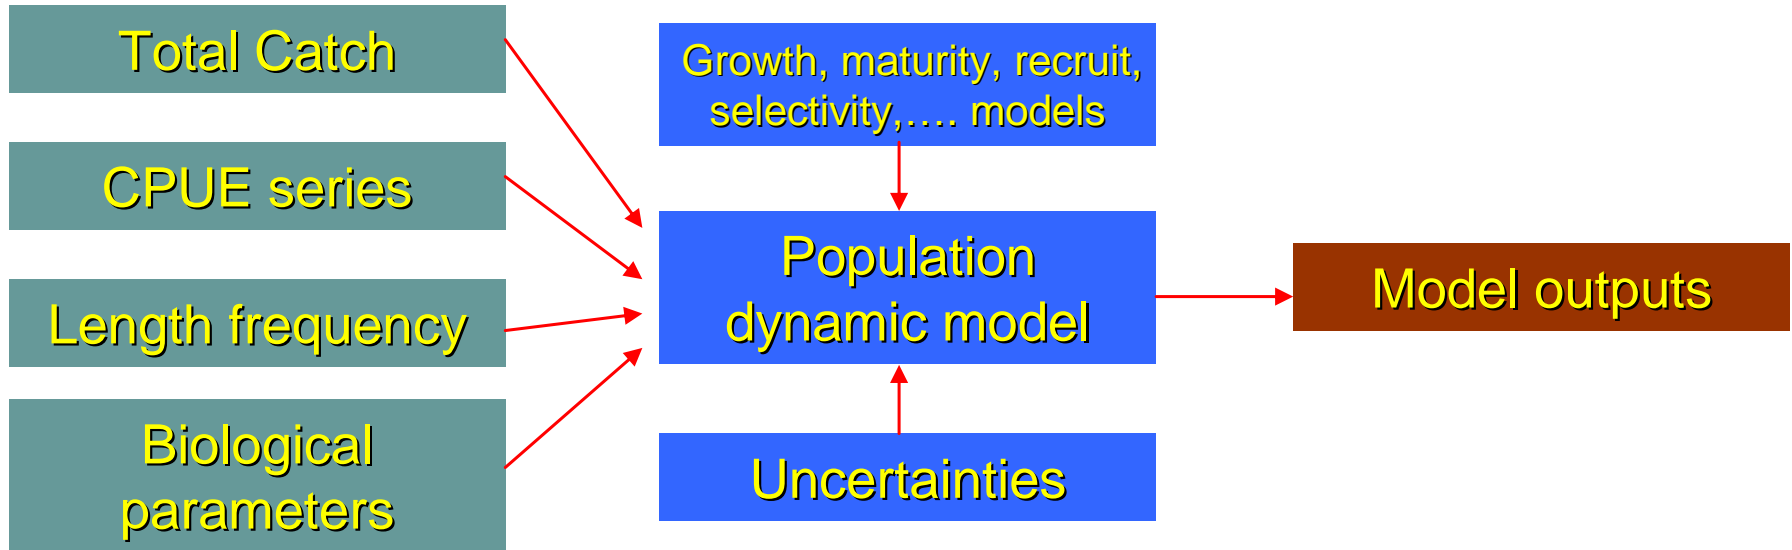 Total Catch
CPUE series
Length frequency
Biological
parameters
Growth, maturity, recruit,
selectivity,.... models
Population
dynamic model
Uncertainties
Model outputs